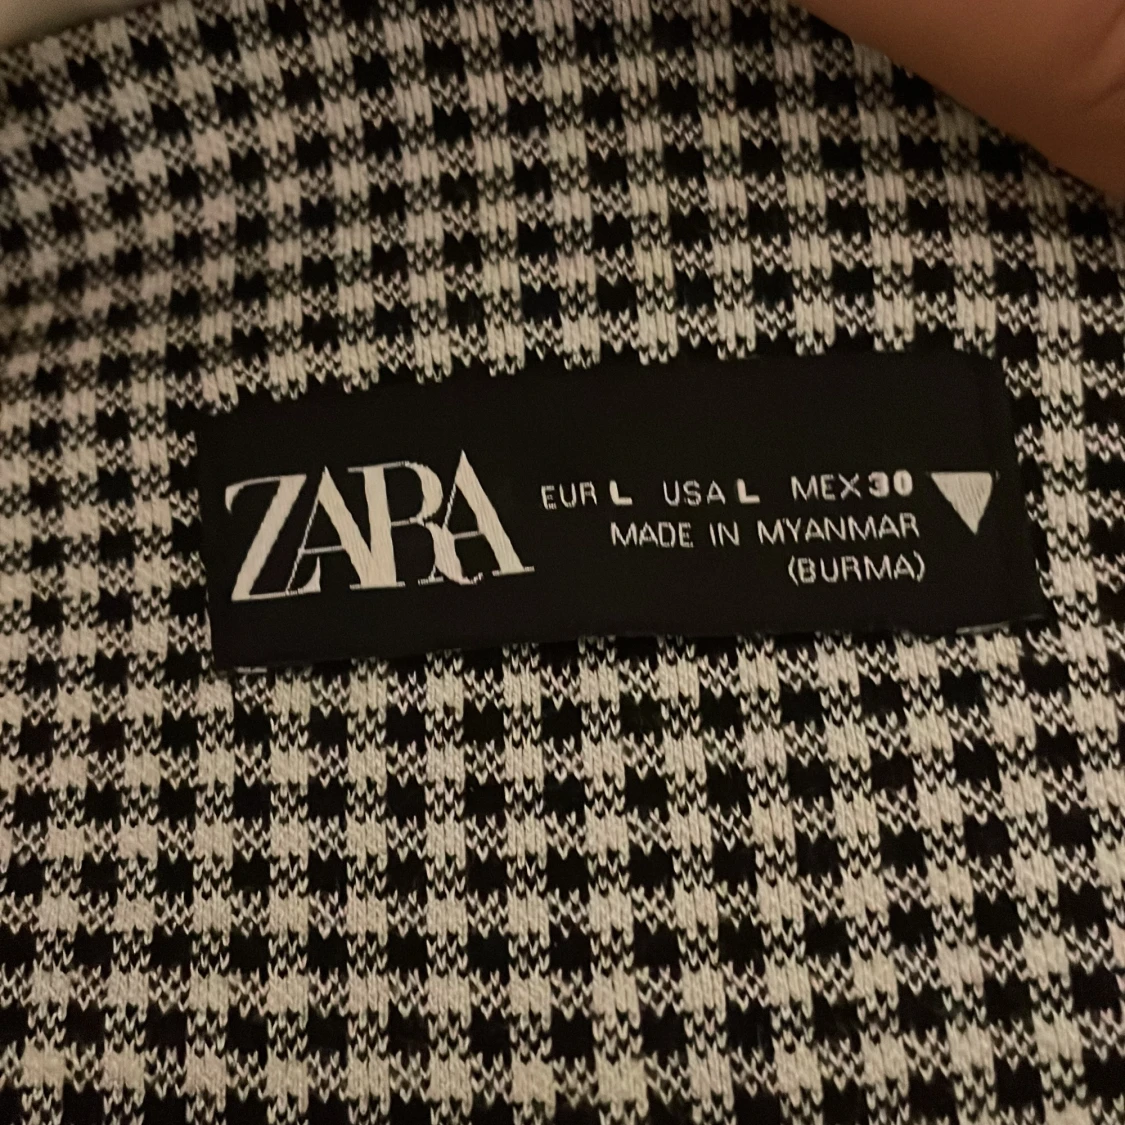 ZARA
EUR L USA L MEX 30
MADE IN MYANMAR
(BURMA)